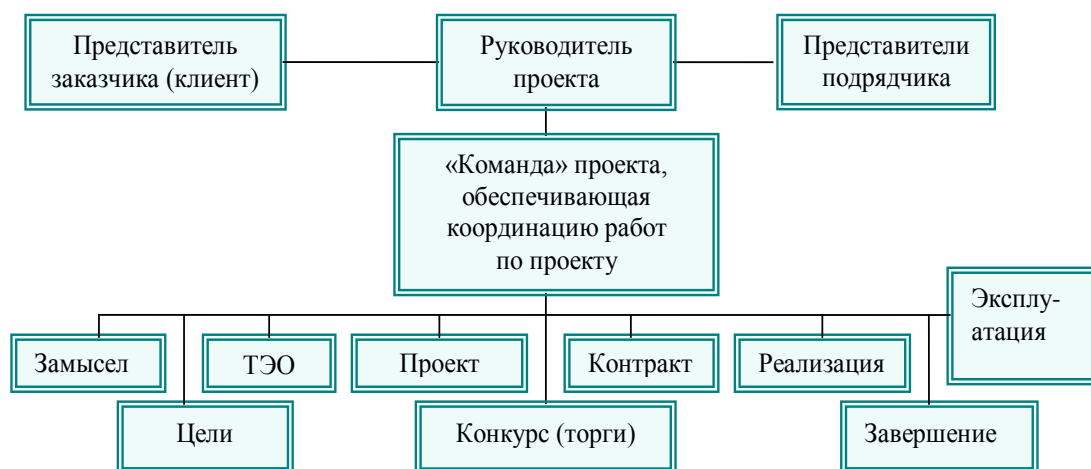 Представитель
заказчика (клиент)
Руководитель
проекта
Представители
подрядчика
«Команда» проекта,
обеспечивающая
координацию работ
по проекту
Эксплу-
атация
Замысел
ТЭО
Проект
Контракт
Реализация
Цели
Конкурс (торги)
Завершение